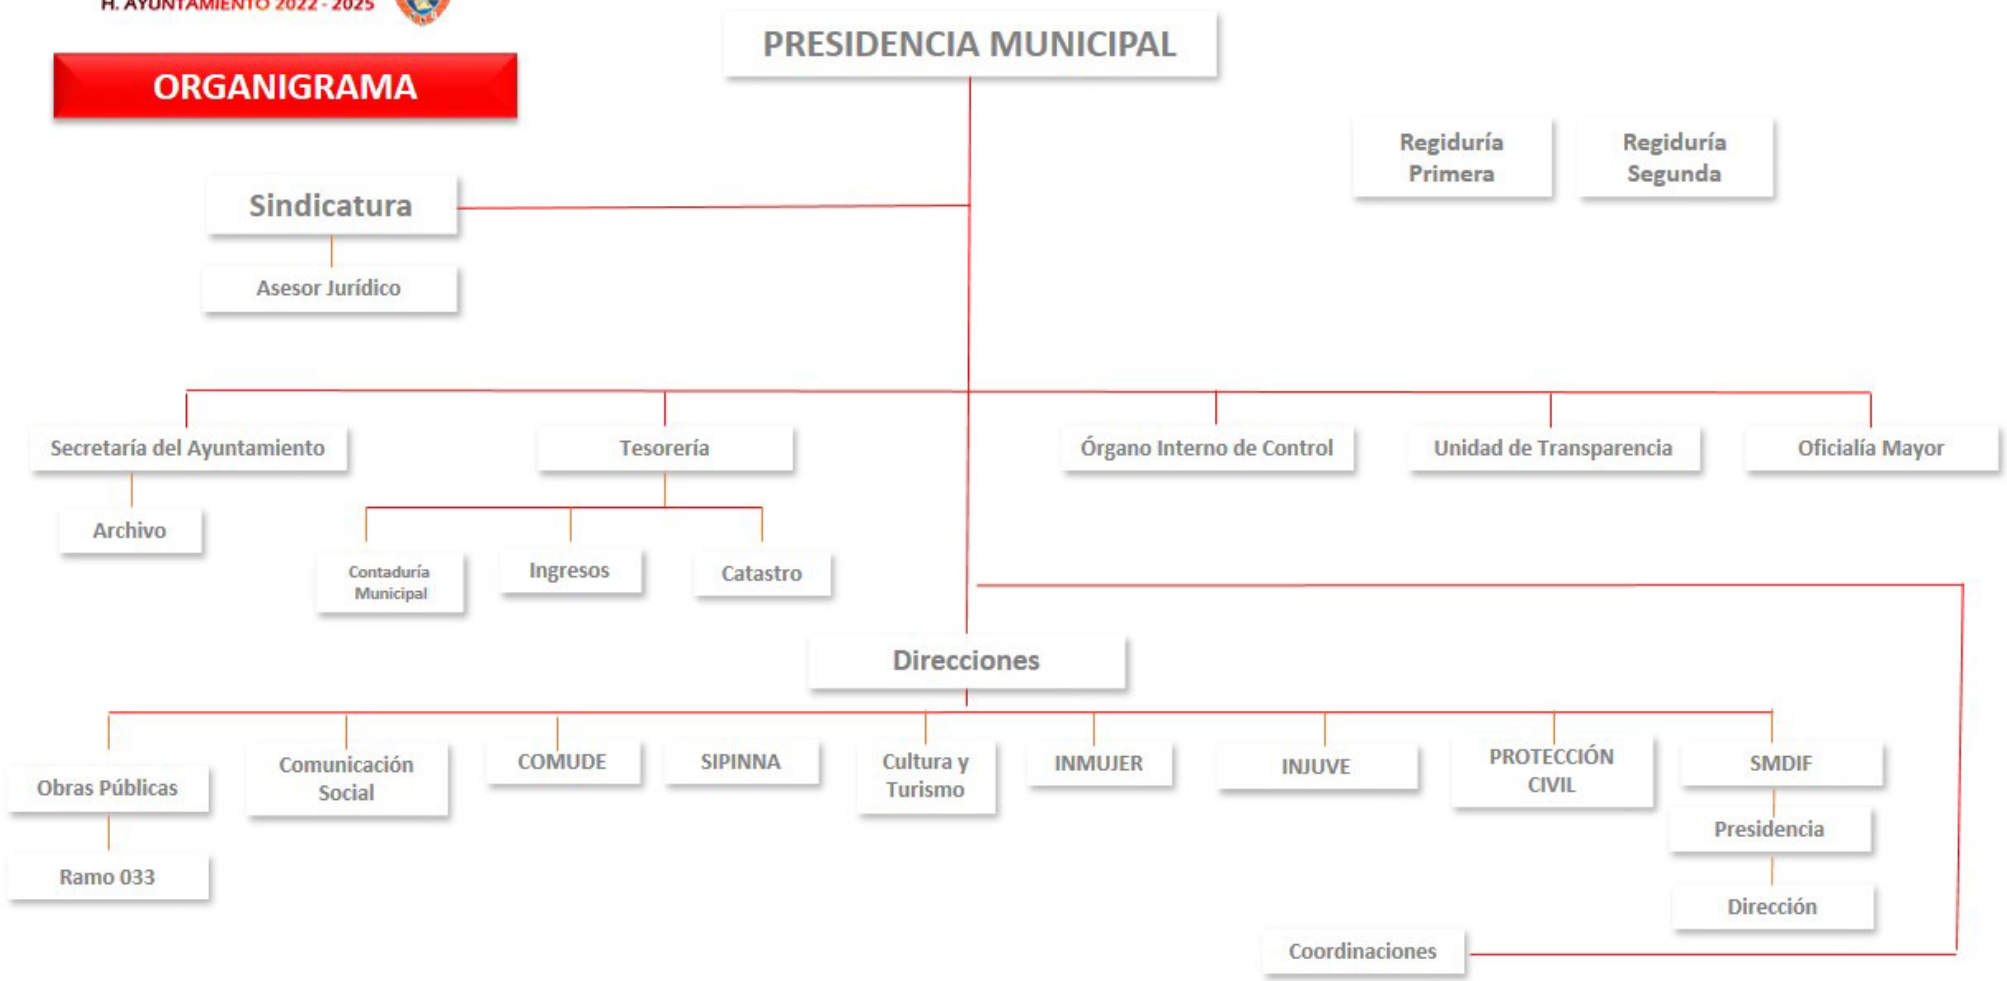 H. AYUNTAMIENTO 2022 - 2025
ORGANIGRAMA
PRESIDENCIA MUNICIPAL
Regiduría
Primera
Regiduría
Segunda
Sindicatura
Asesor Jurídico
Secretaría del Ayuntamiento
Tesorería
Órgano Interno de Control
Unidad de Transparencia
Oficialía Mayor
Archivo
Contaduría
Municipal
Ingresos
Catastro
Direcciones
Obras Públicas
Comunicación
Social
COMUDE
SIPINNA
Cultura y
Turismo
INMUJER
INJUVE
PROTECCIÓN
CIVIL
SMDIF
Presidencia
Ramo 033
Dirección
Coordinaciones